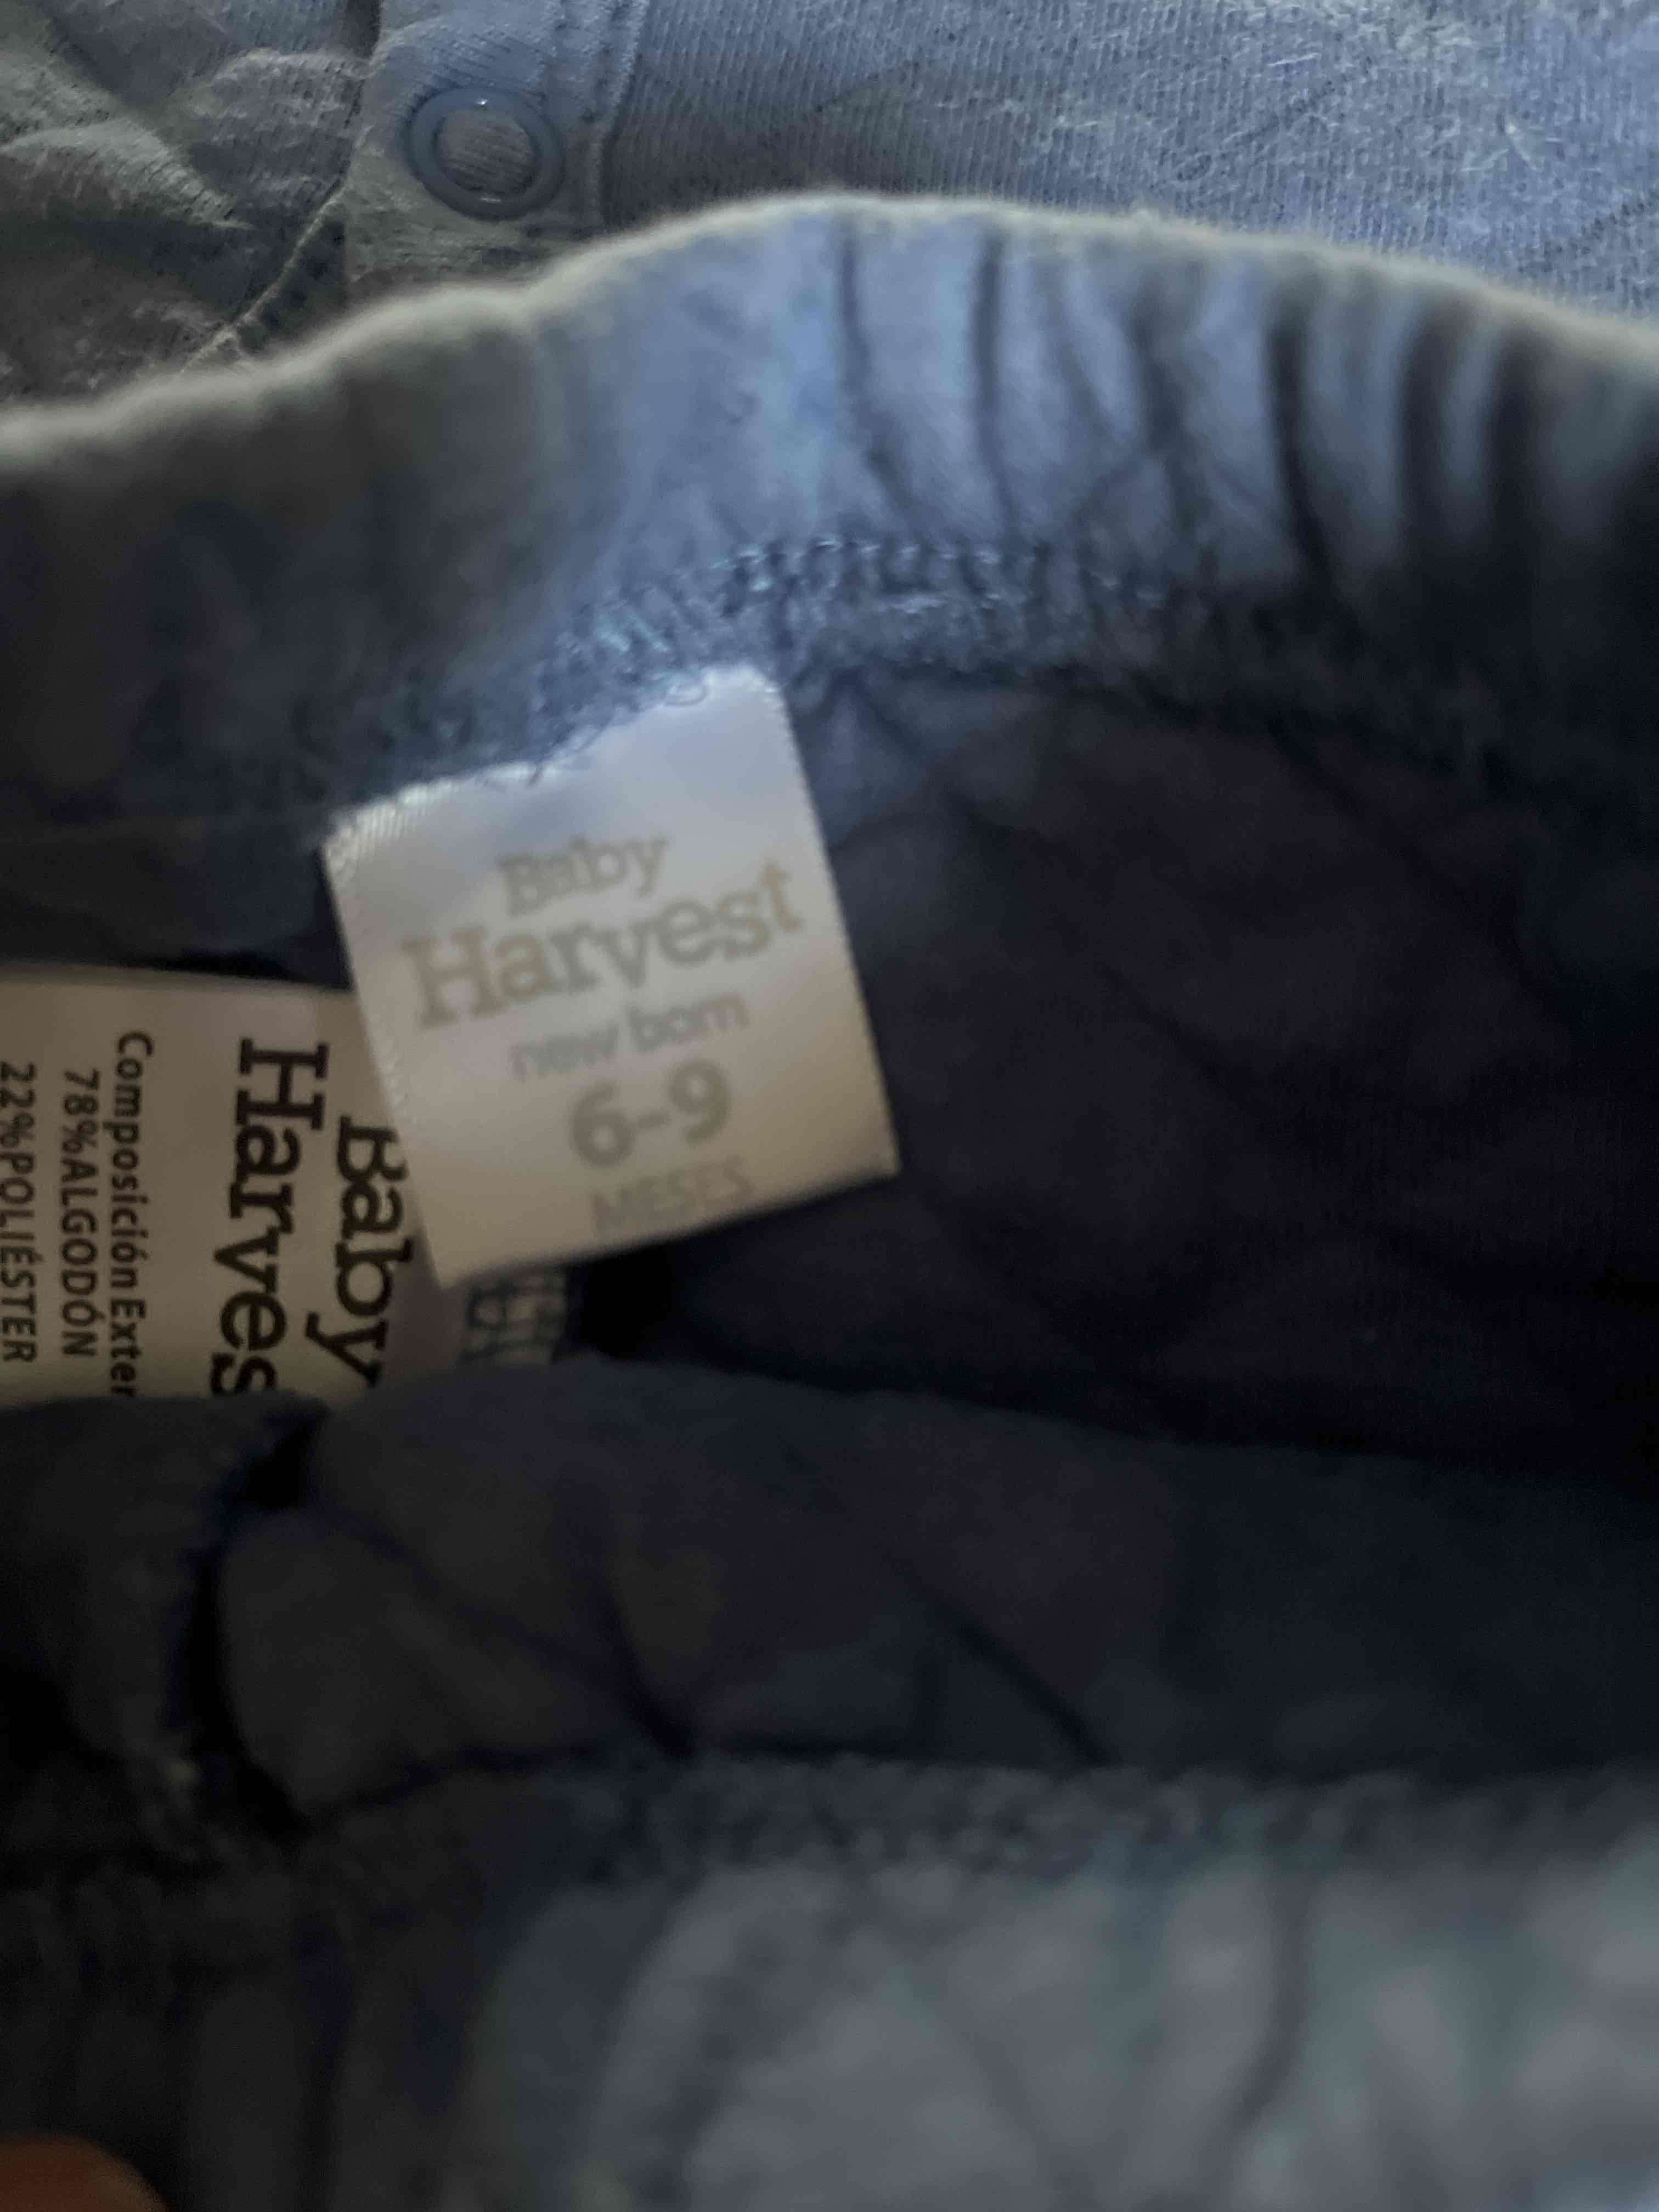 Baby
Harvest
new born
6-9
MESES
Baby
Harves
Composición Exter
78%ALGODÓN
22%POLIÉSTER